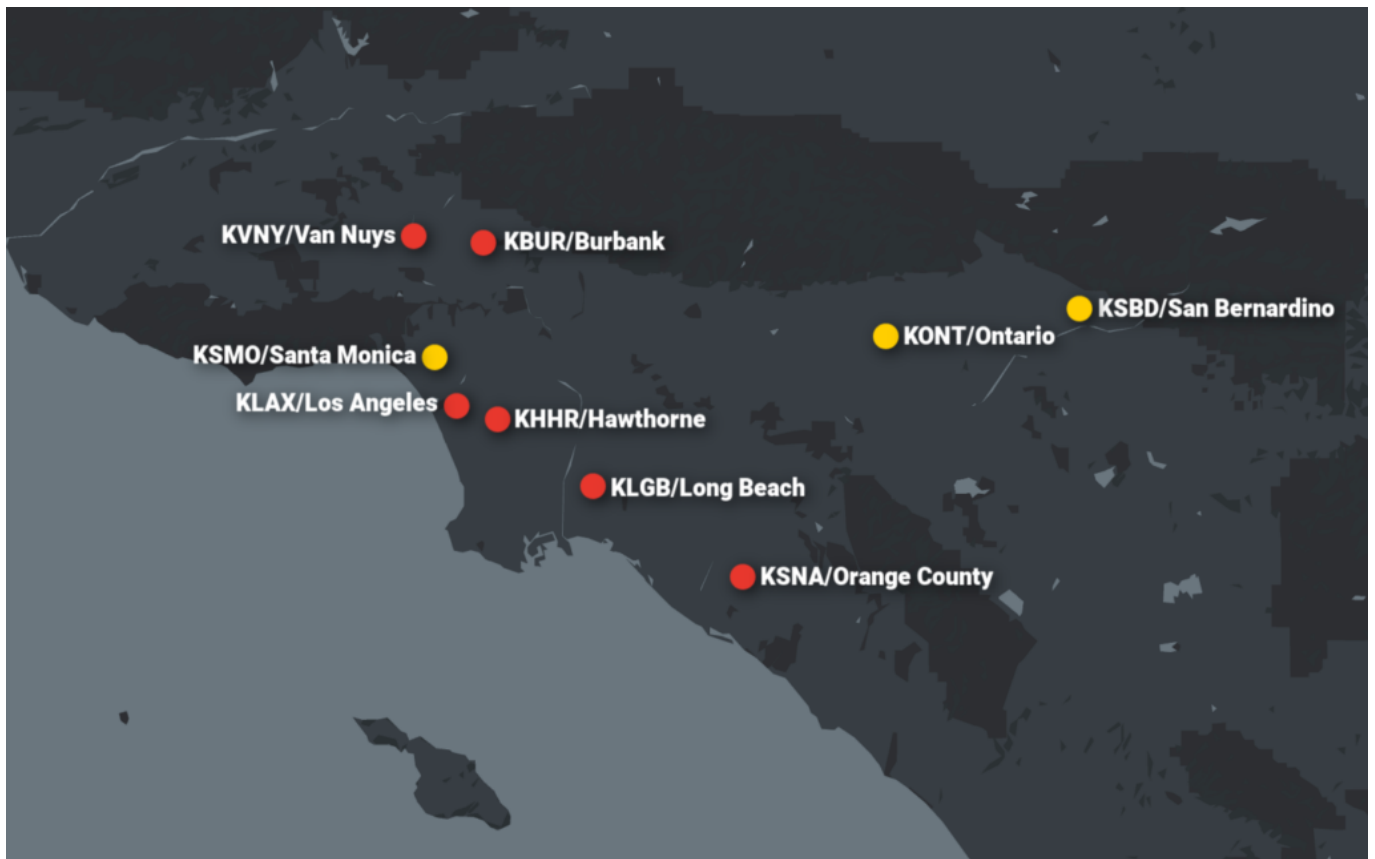 KVNY/Van Nuys
KBUR/Burbank
KSBD/San Bernardino
KONT/Ontario
KSMO/Santa Monica
KLAX/Los Angeles
KHHR/Hawthorne
KLGB/Long Beach
KSNA/Orange County